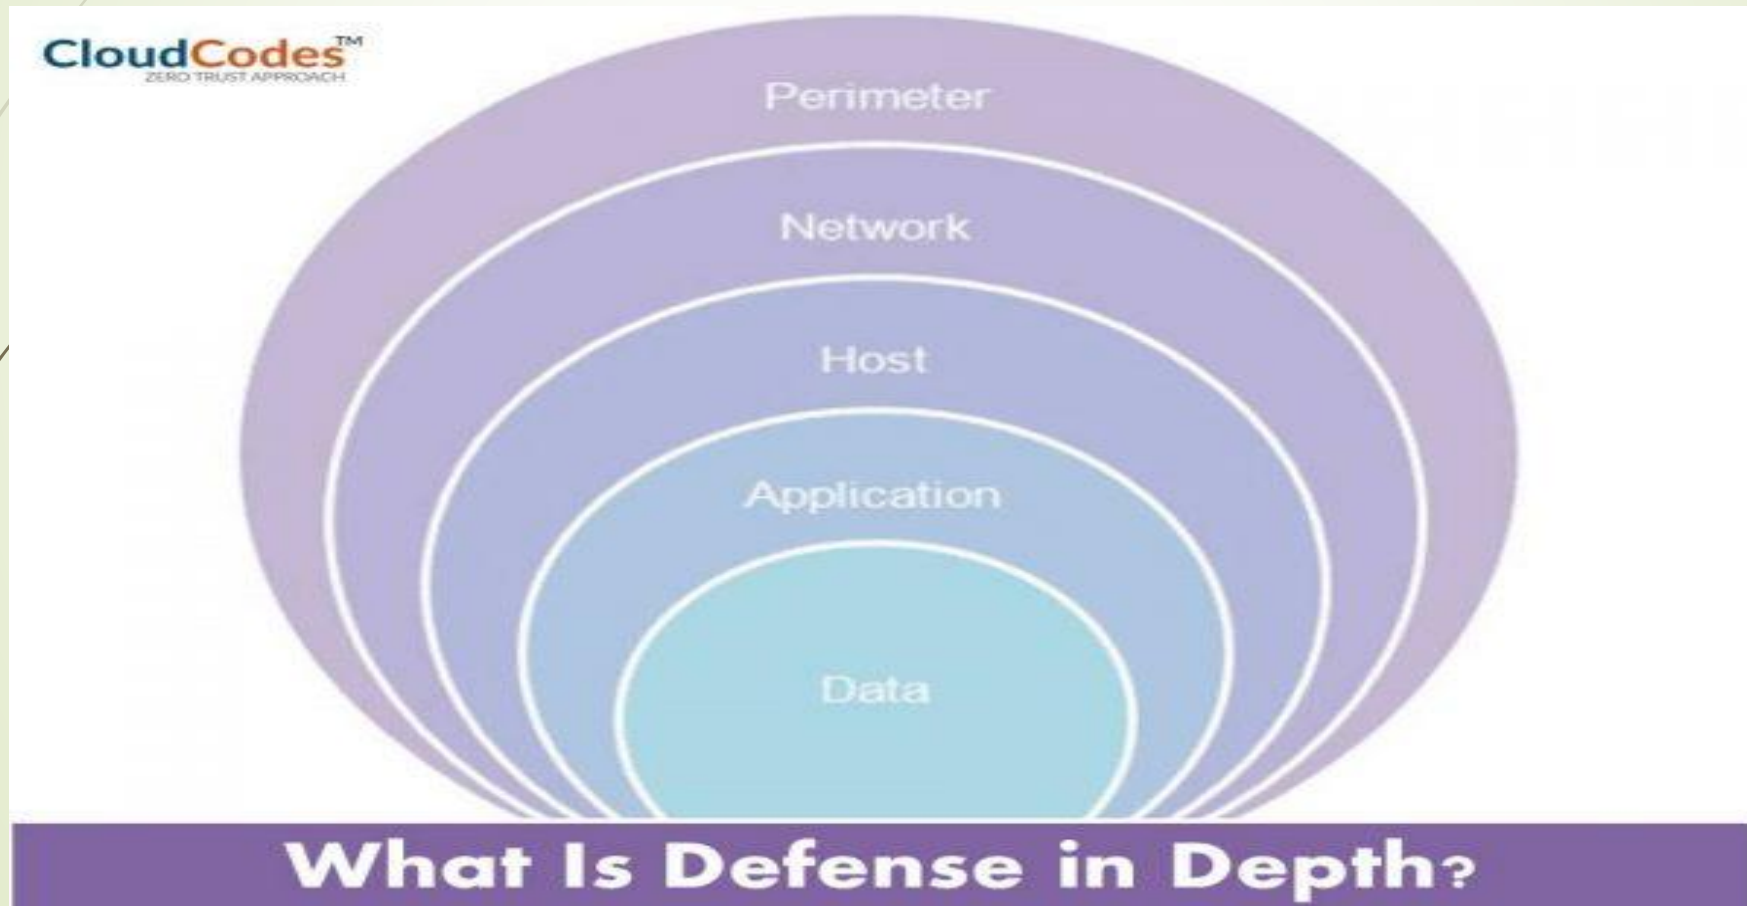 CloudCodes™
ZERO TRUST APPROACH
Perimeter
Network
Host
Application
Data
What Is Defense in Depth?